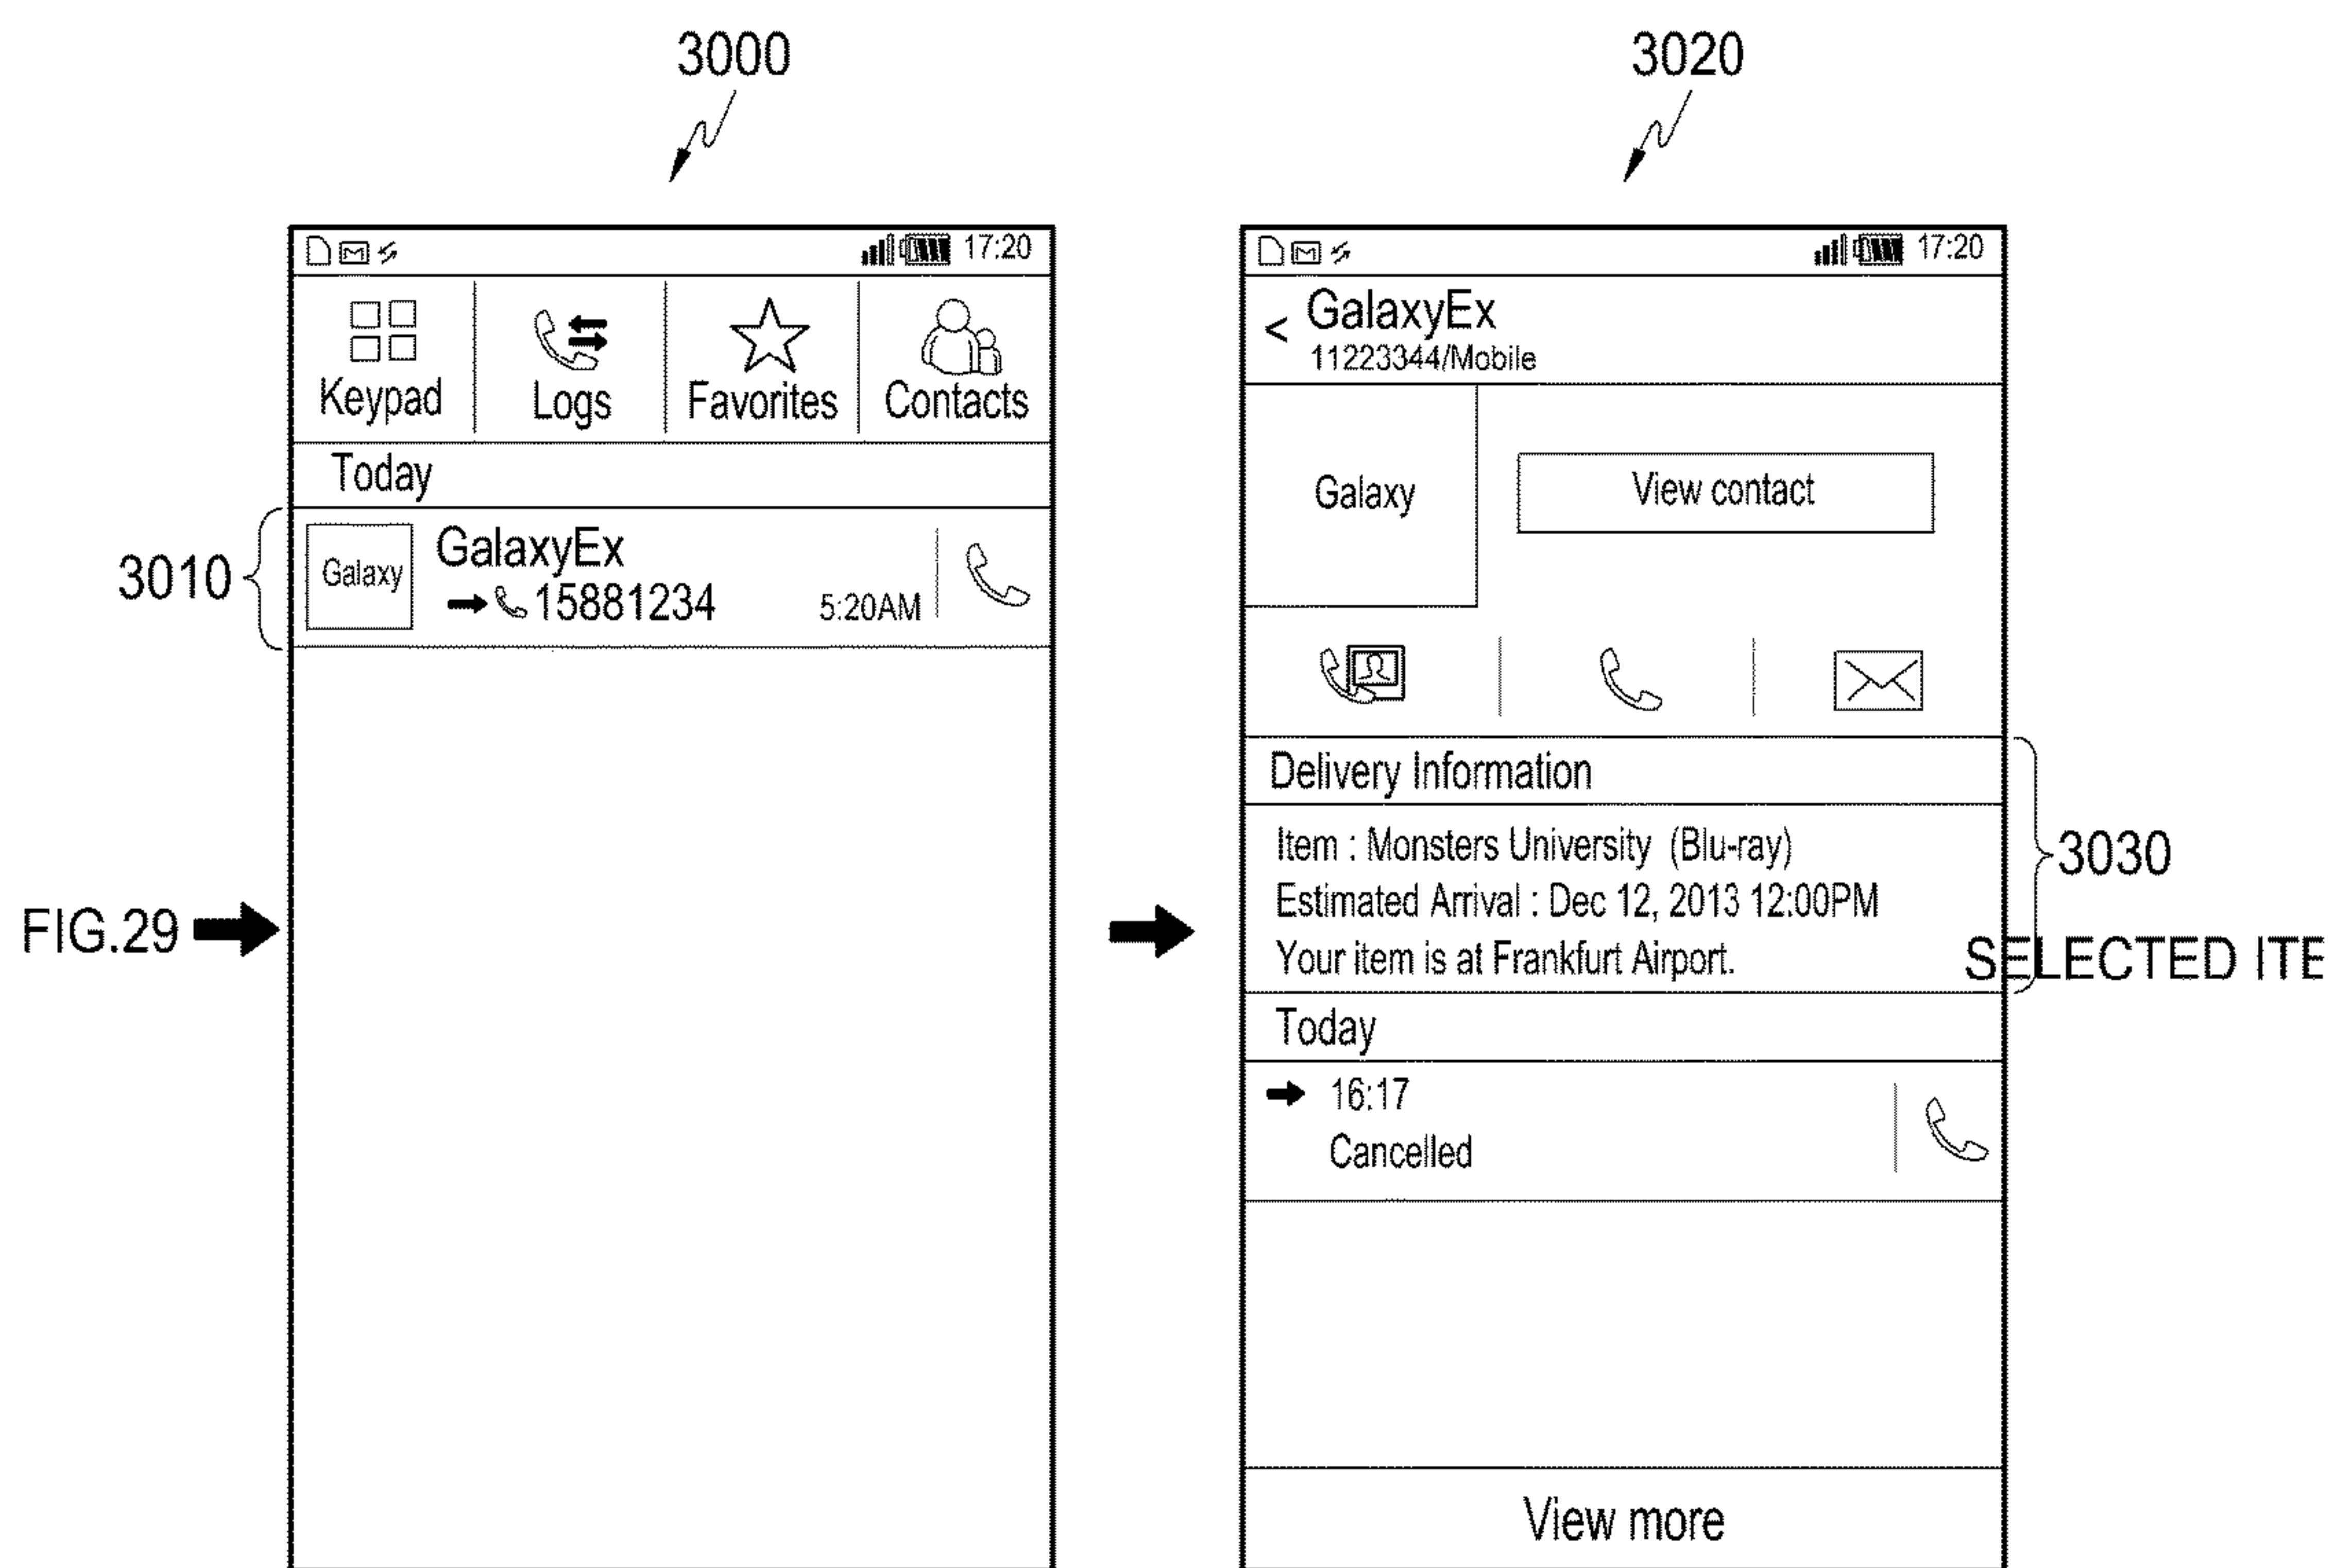 3000
3020
17:20
Keypad
Logs
Favorites
Contacts
Today
3010
Galaxy
GalaxyEx
15881234
5:20AM
FIG.29
17:20
< GalaxyEx
11223344/Mobile
Galaxy
View contact
Delivery Information
Item : Monsters University (Blu-ray)
Estimated Arrival : Dec 12, 2013 12:00PM
Your item is at Frankfurt Airport.
3030
SELECTED ITE
Today
16:17
Cancelled
View more